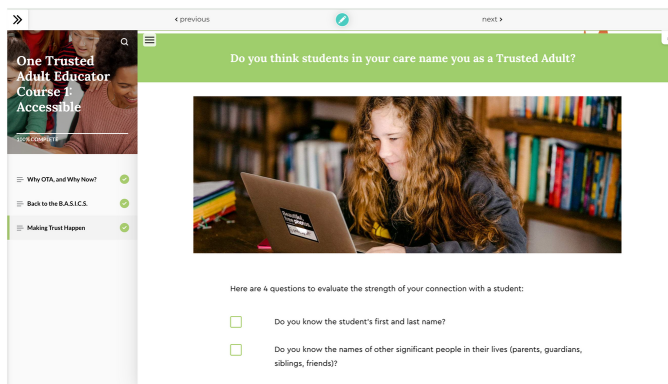 ‹ previous
next ›
One Trusted
Adult Educator
Course 1:
Accessible
100% COMPLETE
Why OTA, and Why Now?
Back to the B.A.S.I.C.S.
Making Trust Happen
Do you think students in your care name you as a Trusted Adult?
Here are 4 questions to evaluate the strength of your connection with a student:
Do you know the student's first and last name?
Do you know the names of other significant people in their lives (parents, guardians,
siblings, friends)?